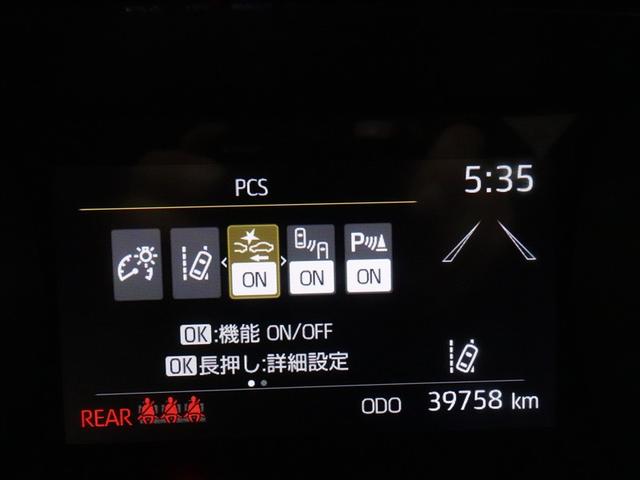 PCS
5:35
ON ON P ON
OK:機能 ON/OFF
OK長押し:詳細設定
REAR
ODO 39758 km